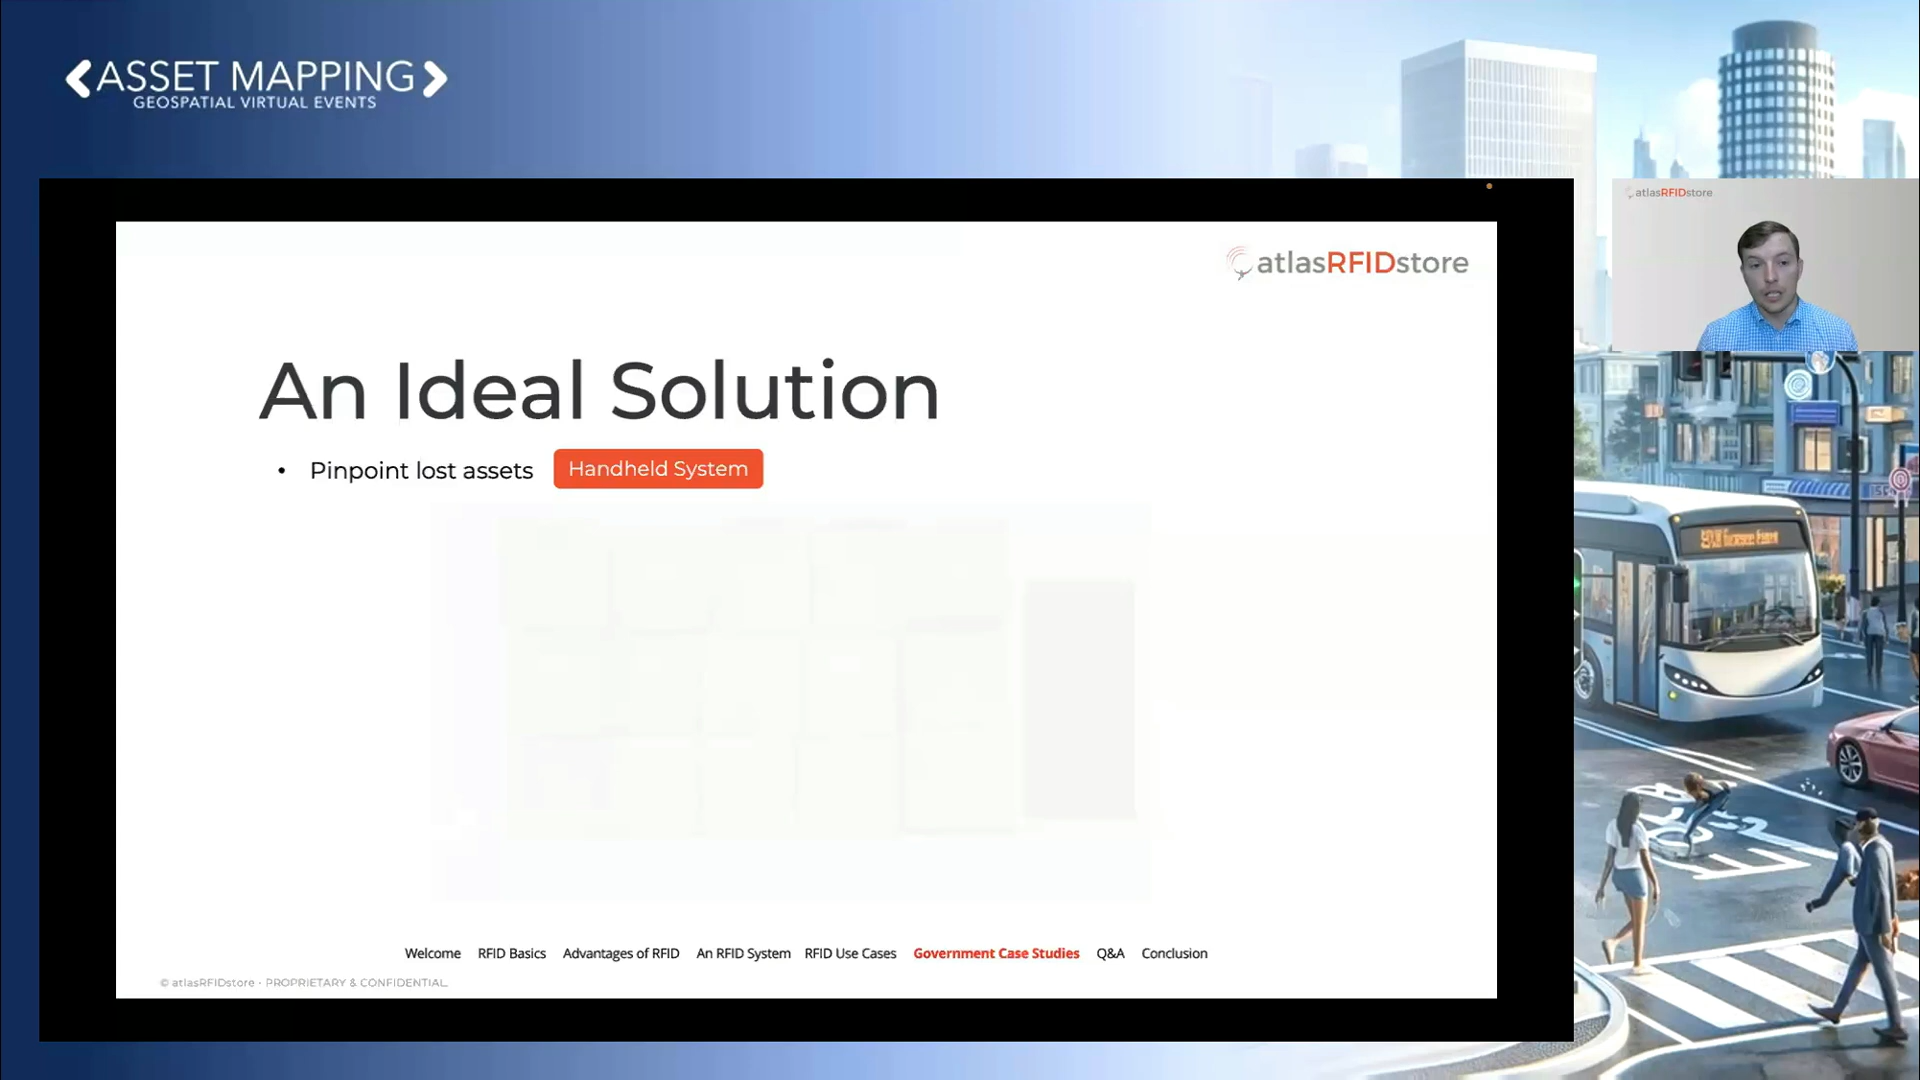 ASSET MAPPING
GEOSPATIAL VIRTUAL EVENTS
atlasRFIDstore
atlasRFIDstore
An Ideal Solution
• Pinpoint lost assets Handheld System
Welcome RFID Basics Advantages of RFID An RFID System RFID Use Cases Government Case Studies Q&A Conclusion
© atlasRFIDstore · PROPRIETARY & CONFIDENTIAL